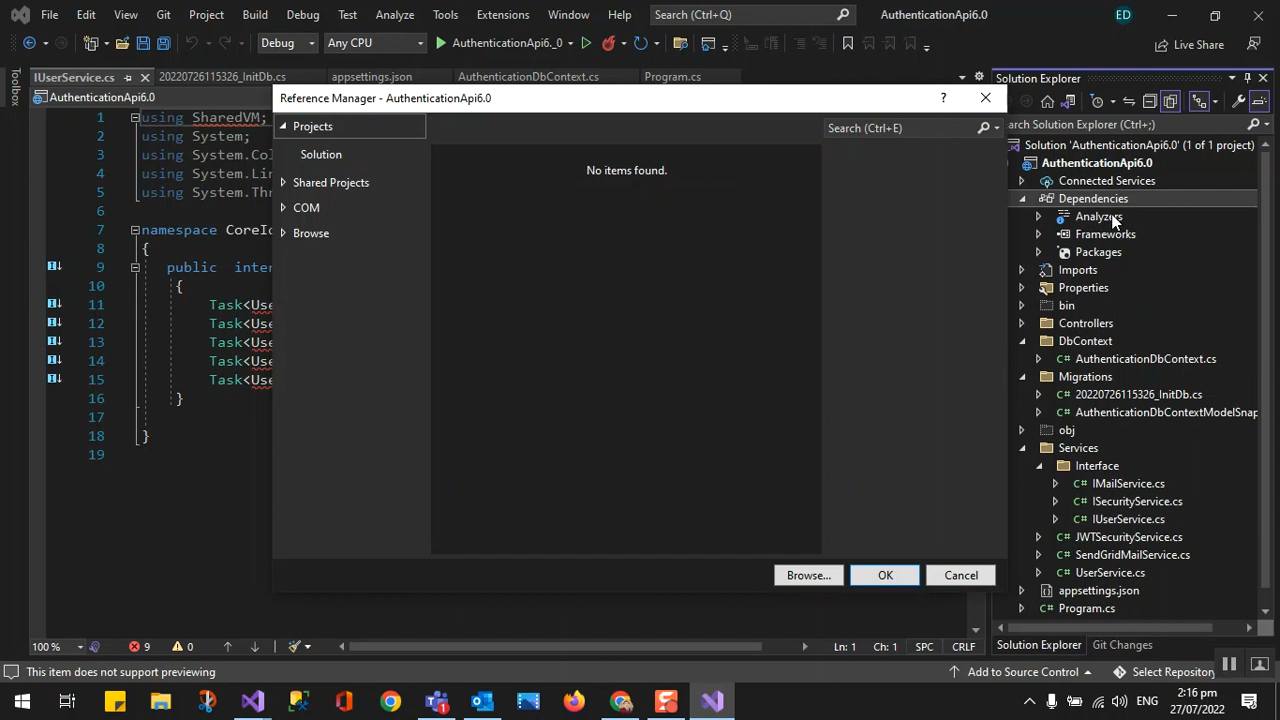 File Edit View Git Project Build Debug Test Analyze Tools Extensions Window Help Search (Ctrl+Q) AuthenticationApi6.0 ED
Debug Any CPU AuthenticationApi6.._0 Live Share
Toolbox
IUserService.cs 20220726115326_InitDb.cs appsettings.json AuthenticationDbContext.cs Program.cs
AuthenticationApi6.0
1 using SharedVM;
2 using System;
3 using System.Col
4 using System.Lin
5 using System.Thr
6
7 namespace CoreId
8 {
9 public inter
10 {
11 Task<Use
12 Task<Use
13 Task<Use
14 Task<Use
15 Task<Use
16 }
17
18 }
19
Reference Manager - AuthenticationApi6.0 ?
Projects
Solution
Shared Projects
COM
Browse
No items found.
Search (Ctrl+E)
Browse... OK Cancel
Solution Explorer
Search Solution Explorer (Ctrl+;)
Solution 'AuthenticationApi6.0' (1 of 1 project)
AuthenticationApi6.0
Connected Services
Dependencies
Analyzers
Frameworks
Packages
Imports
Properties
bin
Controllers
DbContext
C# AuthenticationDbContext.cs
Migrations
C# 20220726115326_InitDb.cs
C# AuthenticationDbContextModelSnap
obj
Services
Interface
C# IMailService.cs
C# ISecurityService.cs
C# IUserService.cs
C# JWTSecurityService.cs
C# SendGridMailService.cs
C# UserService.cs
appsettings.json
C# Program.cs
Solution Explorer Git Changes
100 % 9 0 Ln: 1 Ch: 1 SPC CRLF
This item does not support previewing Add to Source Control Select Repository
ENG 2:16 pm
27/07/2022